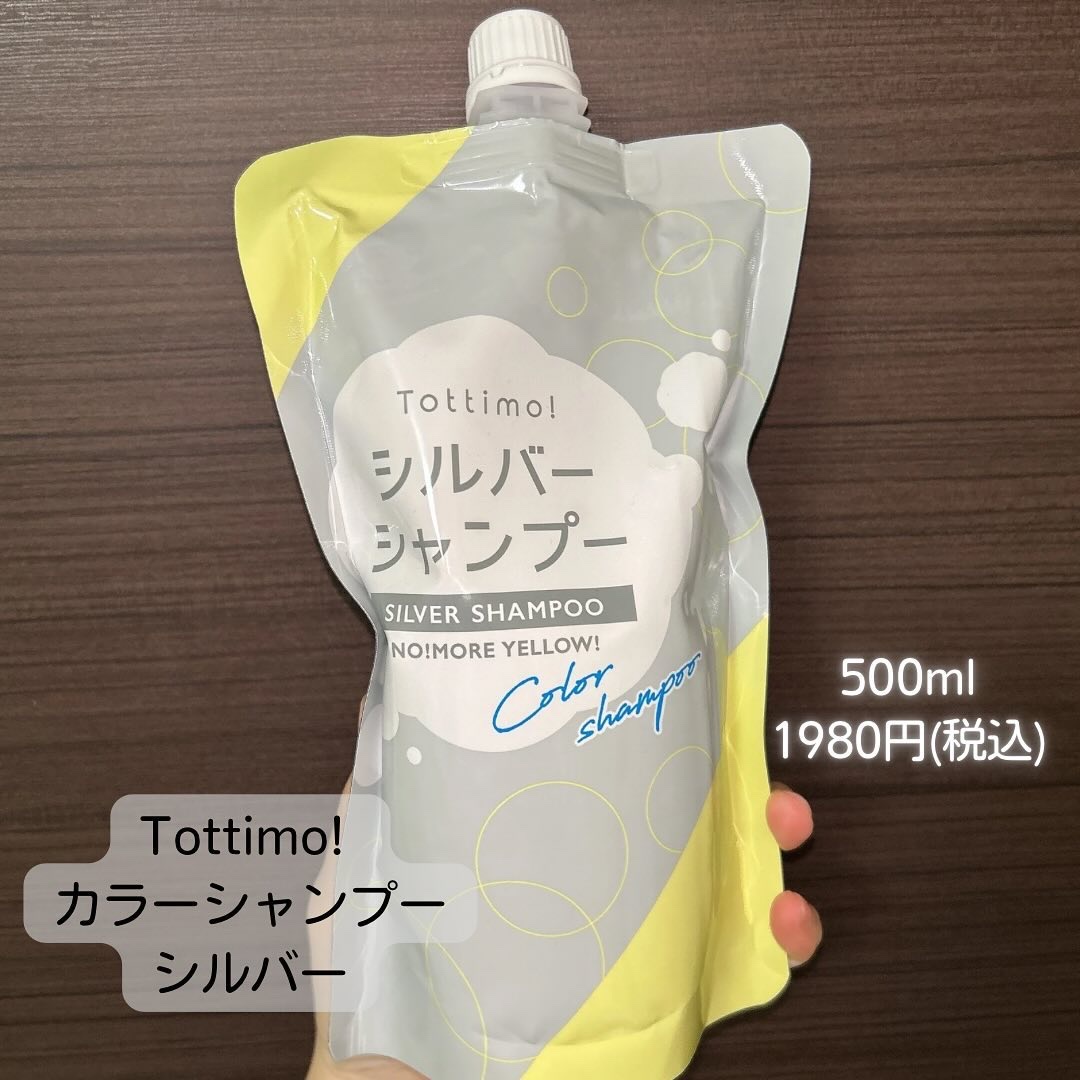 Tottimo!
シルバー
シャンプー
SILVER SHAMPOO
NO!MORE YELLOW!
Color
shampoo
500ml
1980円(税込)
Tottimo!
カラーシャンプー
シルバー